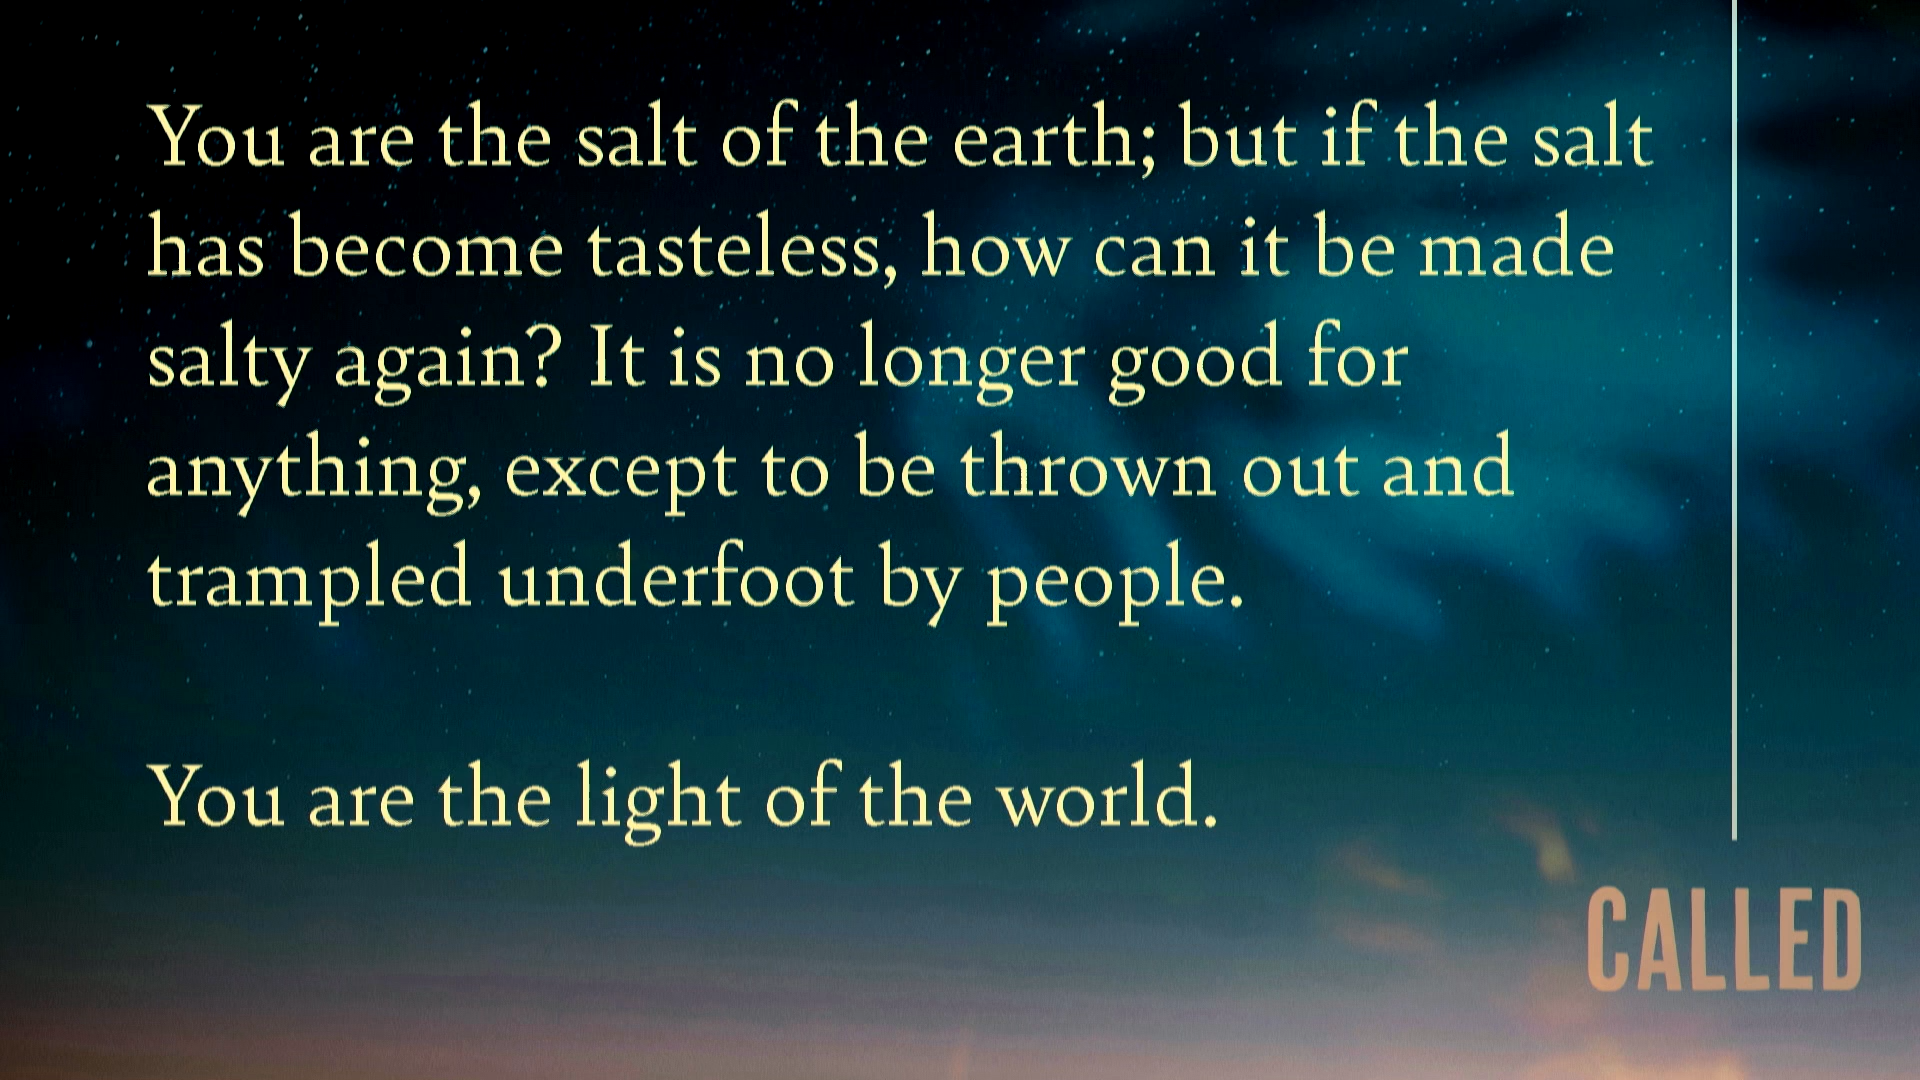 You are the salt of the earth; but if the salt
has become tasteless, how can it be made
salty again? It is no longer good for
anything, except to be thrown out and
trampled underfoot by people.
You are the light of the world.
CALLED